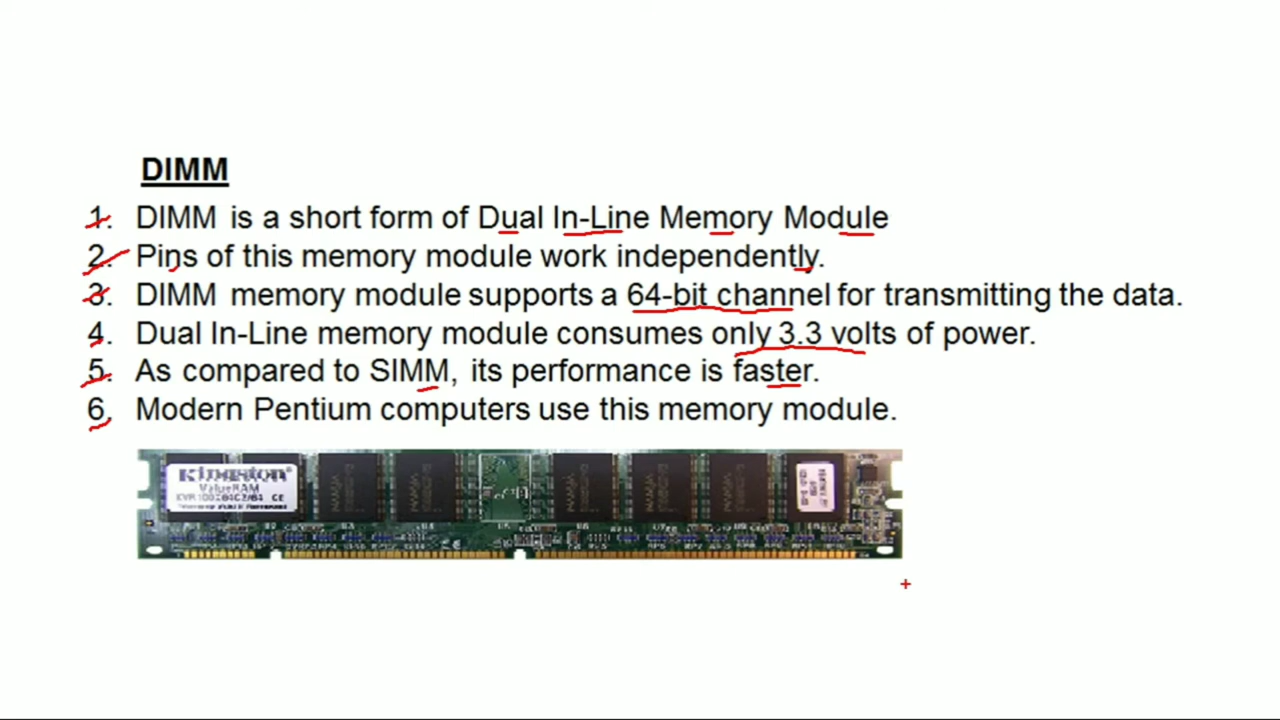 DIMM
1. DIMM is a short form of Dual In-Line Memory Module
2. Pins of this memory module work independently.
3. DIMM memory module supports a 64-bit channel for transmitting the data.
4. Dual In-Line memory module consumes only 3.3 volts of power.
5. As compared to SIMM, its performance is faster.
6. Modern Pentium computers use this memory module.
Kingston
ValueRAM